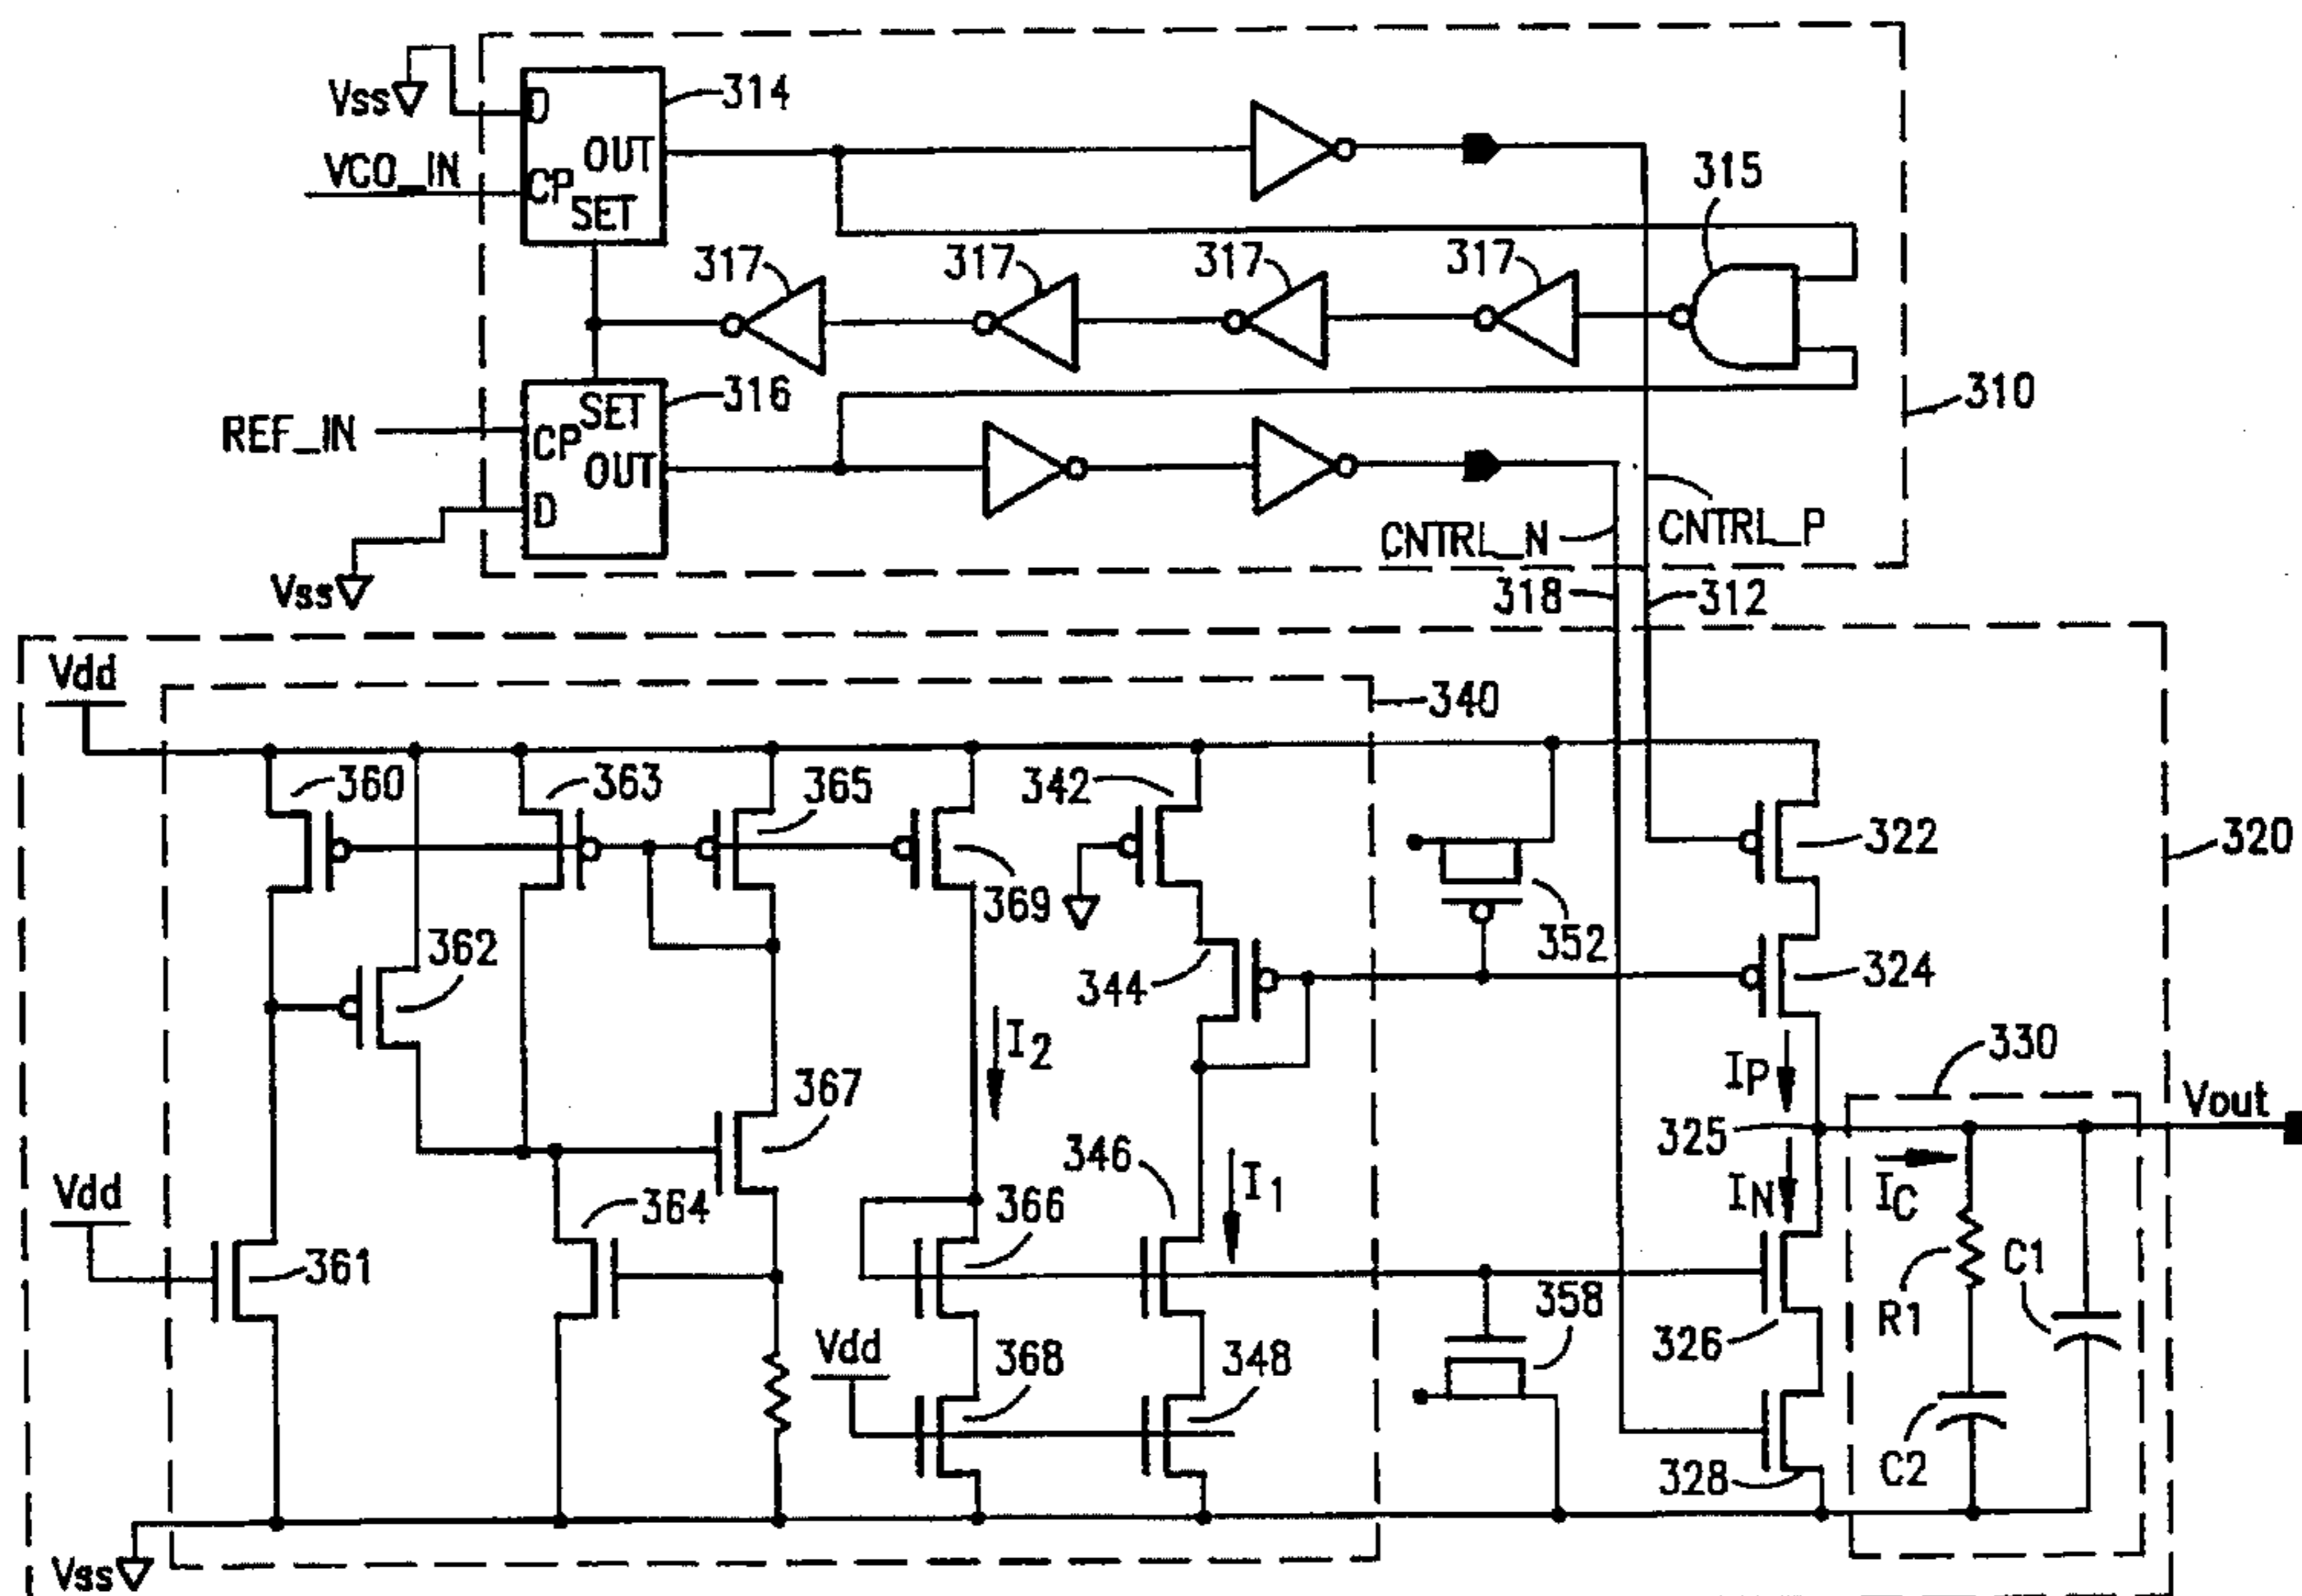 Vss
D
314
OUT
VCO_IN
CP
SET
315
317
317
317
317
316
SET
REF_IN
CP
OUT
D
Vss
310
CNTRL_N
CNTRL_P
318
312
Vdd
340
360
363
365
342
322
320
369
352
362
344
324
I2
330
IP
367
Vout
325
346
I1
IN
IC
Vdd
364
366
C1
361
358
R1
326
Vdd
368
348
C2
328
Vss